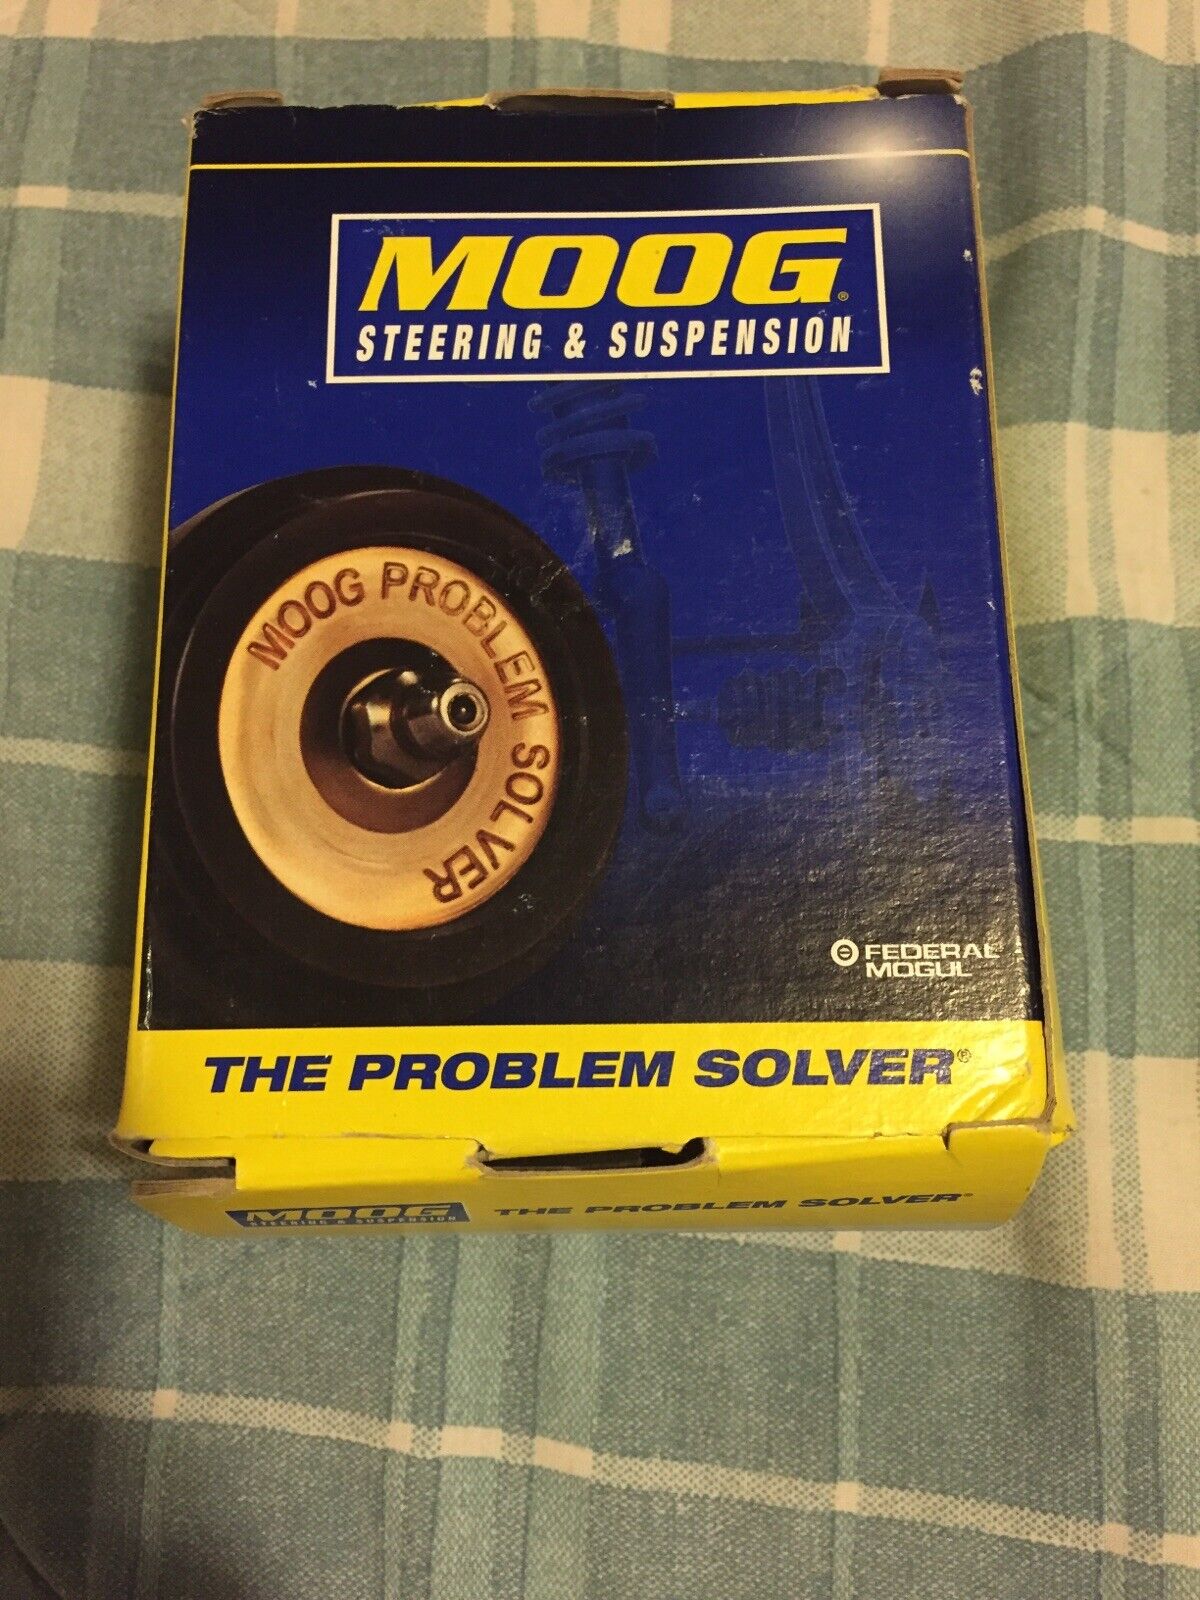 MOOG®
STEERING & SUSPENSION
MOOG PROBLEM SOLVER
FEDERAL
MOGUL
THE PROBLEM SOLVER®
MOOG
STEERING & SUSPENSION
THE PROBLEM SOLVER®